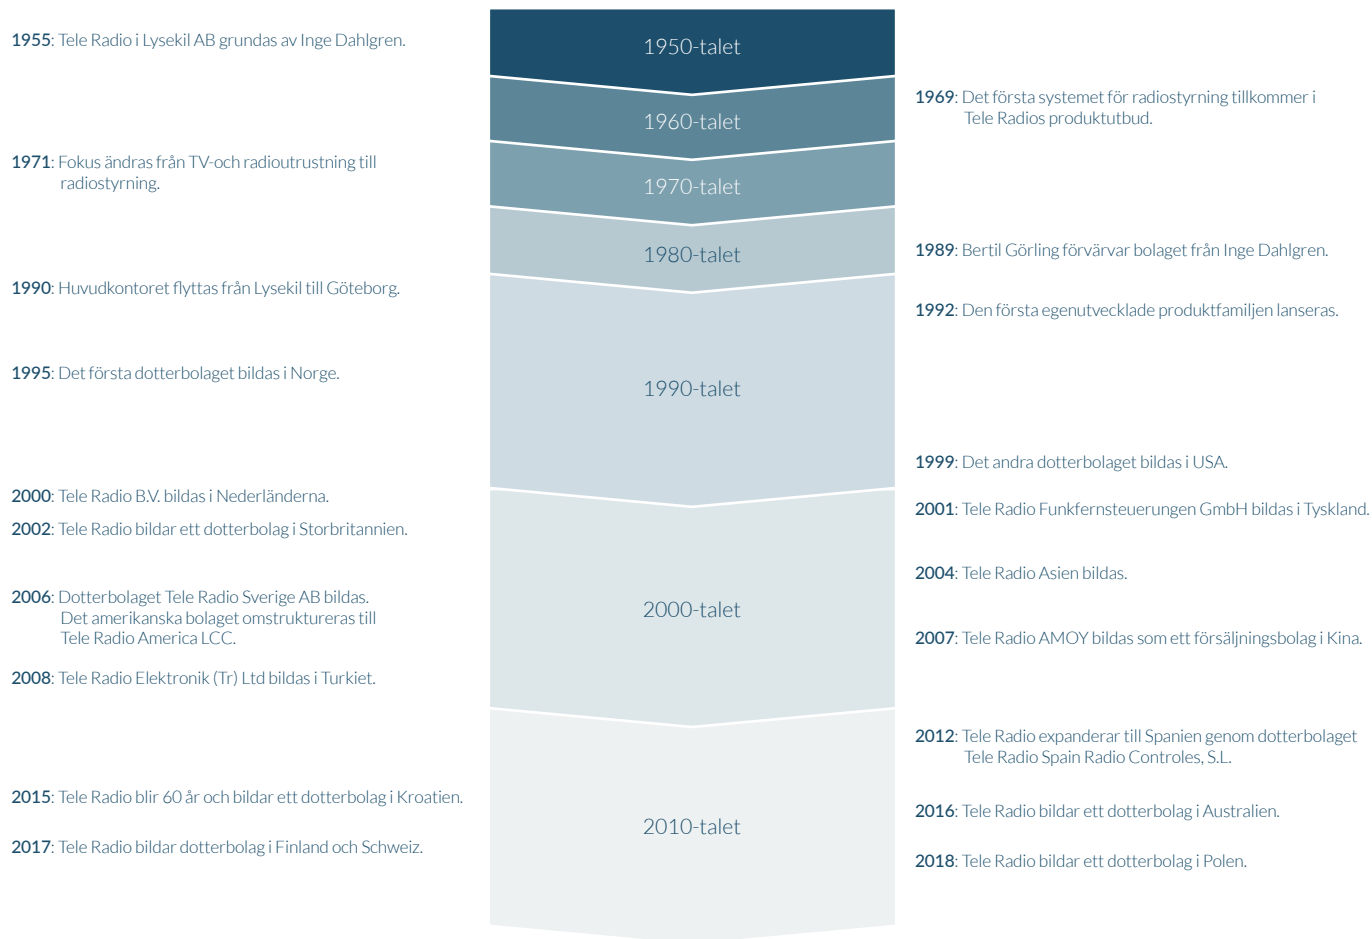 1955: Tele Radio i Lysekil AB grundas av Inge Dahlgren.
1950-talet
1969: Det första systemet för radiostyrning tillkommer i
Tele Radios produktutbud.
1960-talet
1971: Fokus ändras från TV-och radioutrustning till
radiostyrning.
1970-talet
1980-talet
1989: Bertil Görling förvärvar bolaget från Inge Dahlgren.
1990: Huvudkontoret flyttas från Lysekil till Göteborg.
1992: Den första egenutvecklade produktfamiljen lanseras.
1995: Det första dotterbolaget bildas i Norge.
1990-talet
1999: Det andra dotterbolaget bildas i USA.
2000: Tele Radio B.V. bildas i Nederländerna.
2001: Tele Radio Funkfernsteuerungen GmbH bildas i Tyskland.
2002: Tele Radio bildar ett dotterbolag i Storbritannien.
2004: Tele Radio Asien bildas.
2006: Dotterbolaget Tele Radio Sverige AB bildas.
Det amerikanska bolaget omstruktureras till
Tele Radio America LCC.
2000-talet
2007: Tele Radio AMOY bildas som ett försäljningsbolag i Kina.
2008: Tele Radio Elektronik (Tr) Ltd bildas i Turkiet.
2012: Tele Radio expanderar till Spanien genom dotterbolaget
Tele Radio Spain Radio Controles, S.L.
2015: Tele Radio blir 60 år och bildar ett dotterbolag i Kroatien.
2016: Tele Radio bildar ett dotterbolag i Australien.
2010-talet
2017: Tele Radio bildar dotterbolag i Finland och Schweiz.
2018: Tele Radio bildar ett dotterbolag i Polen.